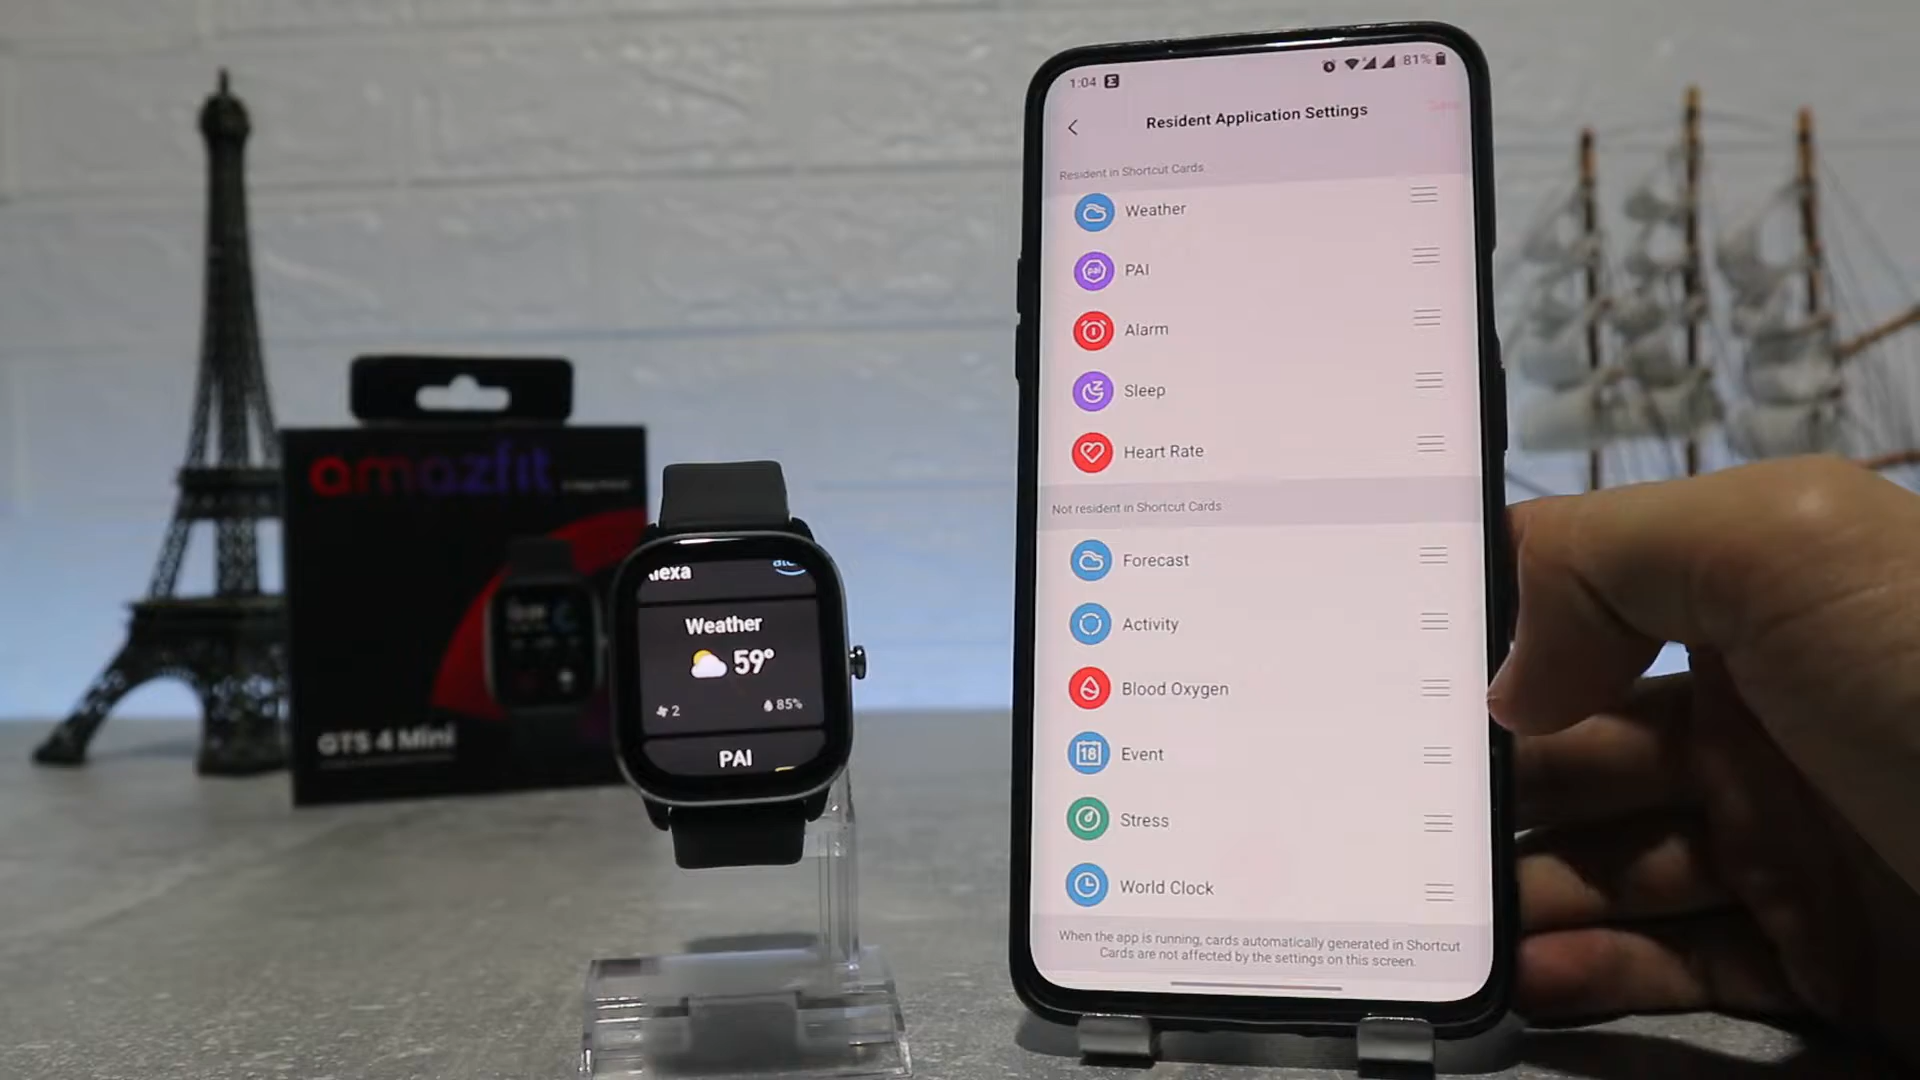 1:04
81%
Resident Application Settings
Resident in Shortcut Cards
Weather
PAI
Alarm
Sleep
Heart Rate
Not resident in Shortcut Cards
Forecast
Activity
Blood Oxygen
18
Event
Stress
World Clock
When the app is running, cards automatically generated in Shortcut
Cards are not affected by the settings on this screen.
pai
amazfit
GTS 4 Mini
lexa
Weather
59°
2
85%
PAI